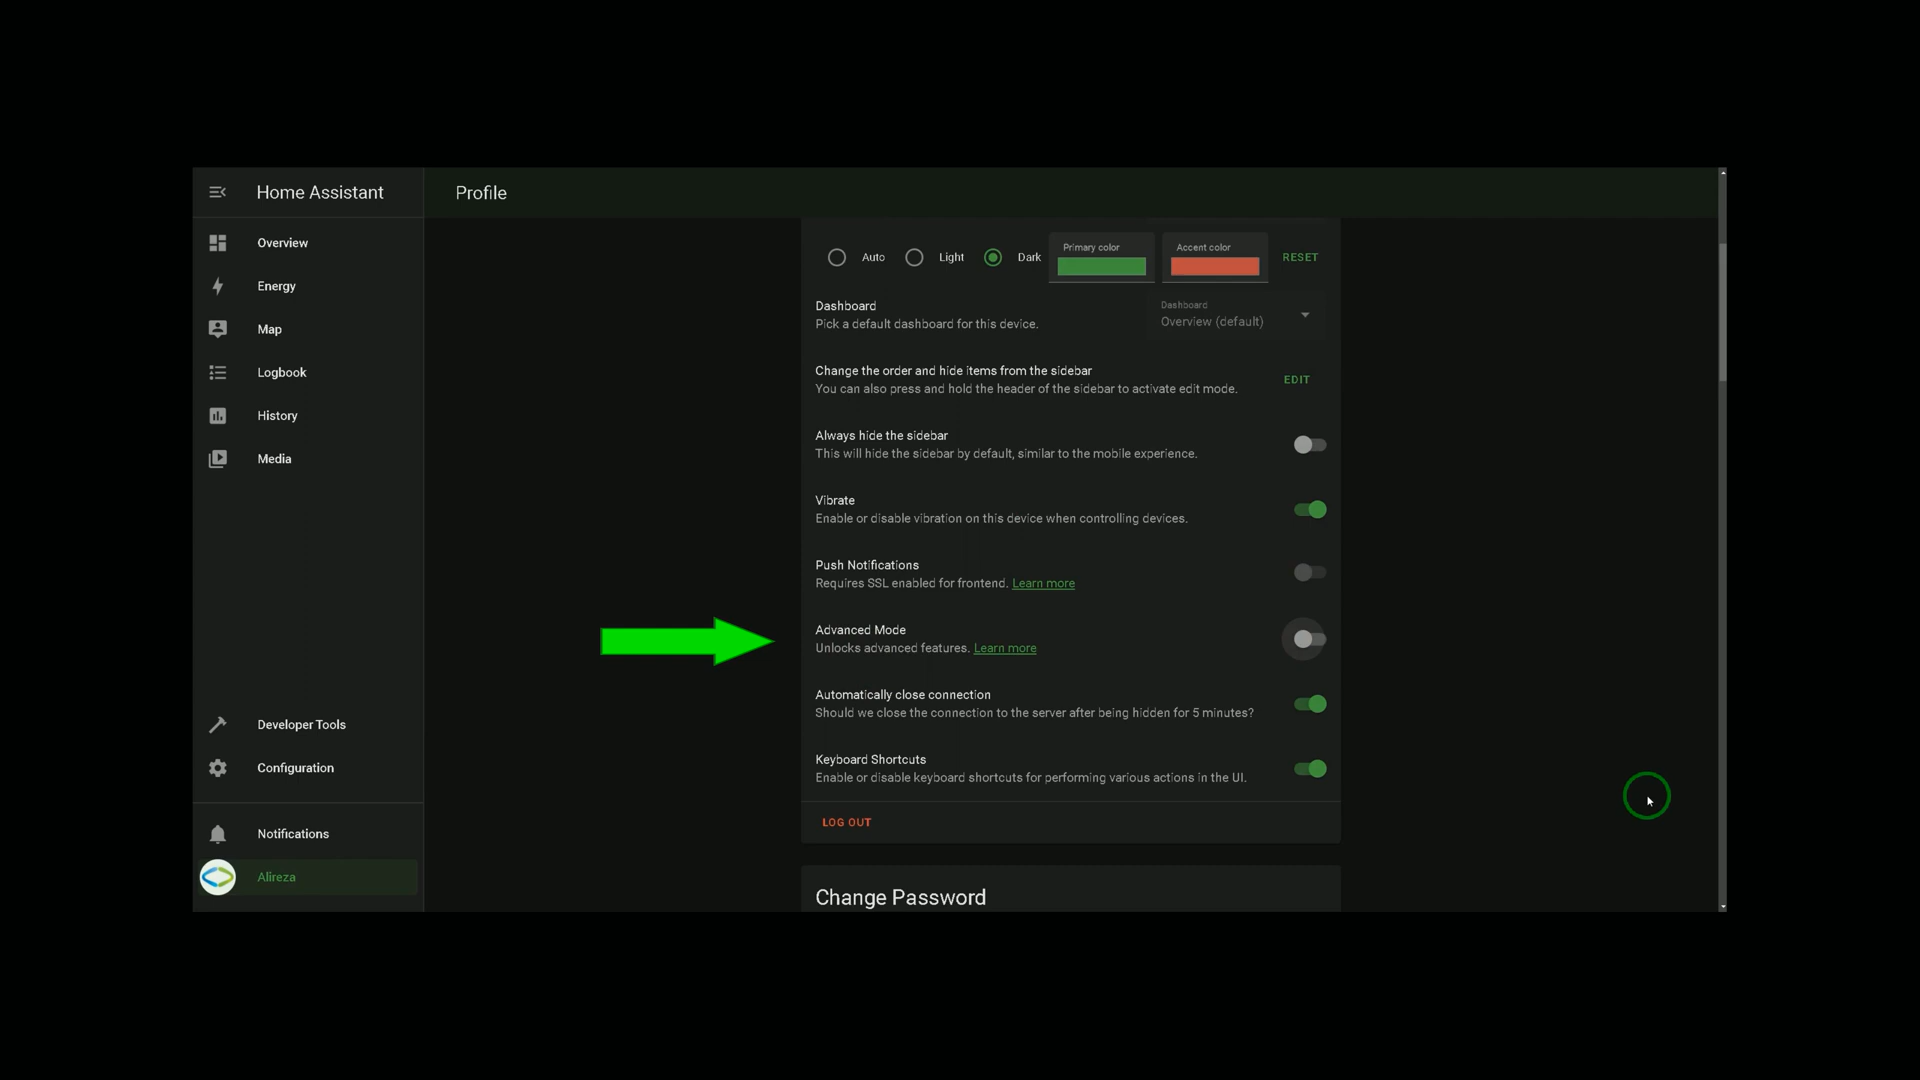 Home Assistant
Profile
Overview
Energy
Map
Logbook
History
Media
Developer Tools
Configuration
Notifications
Alireza
Auto
Light
Dark
Primary color
Accent color
RESET
Dashboard
Pick a default dashboard for this device.
Dashboard
Overview (default)
Change the order and hide items from the sidebar
You can also press and hold the header of the sidebar to activate edit mode.
EDIT
Always hide the sidebar
This will hide the sidebar by default, similar to the mobile experience.
Vibrate
Enable or disable vibration on this device when controlling devices.
Push Notifications
Requires SSL enabled for frontend. Learn more
Advanced Mode
Unlocks advanced features. Learn more
Automatically close connection
Should we close the connection to the server after being hidden for 5 minutes?
Keyboard Shortcuts
Enable or disable keyboard shortcuts for performing various actions in the UI.
LOG OUT
Change Password